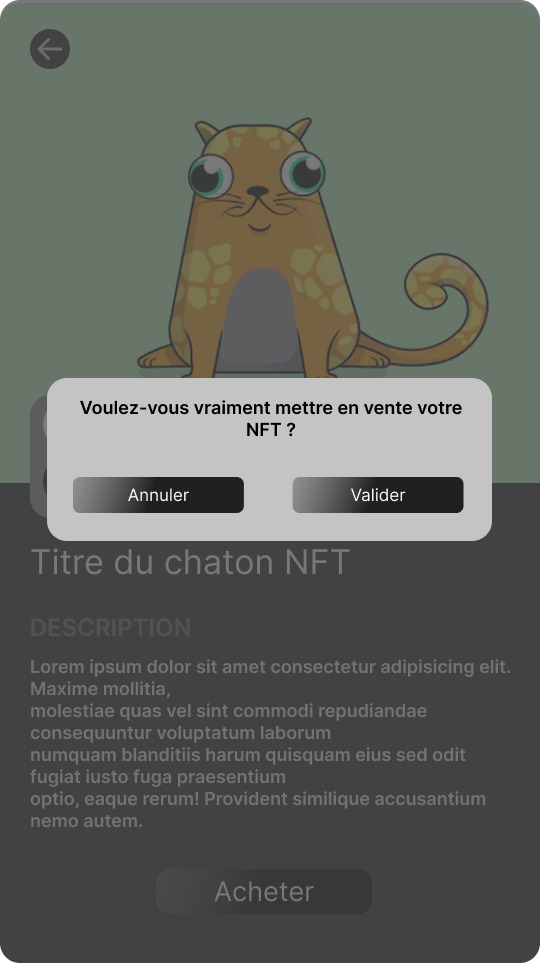 Voulez-vous vraiment mettre en vente votre
NFT ?
Annuler
Valider
Titre du chaton NFT
DESCRIPTION
Lorem ipsum dolor sit amet consectetur adipisicing elit.
Maxime mollitia,
molestiae quas vel sint commodi repudiandae
consequuntur voluptatum laborum
numquam blanditiis harum quisquam eius sed odit
fugiat iusto fuga praesentium
optio, eaque rerum! Provident similique accusantium
nemo autem.
Acheter